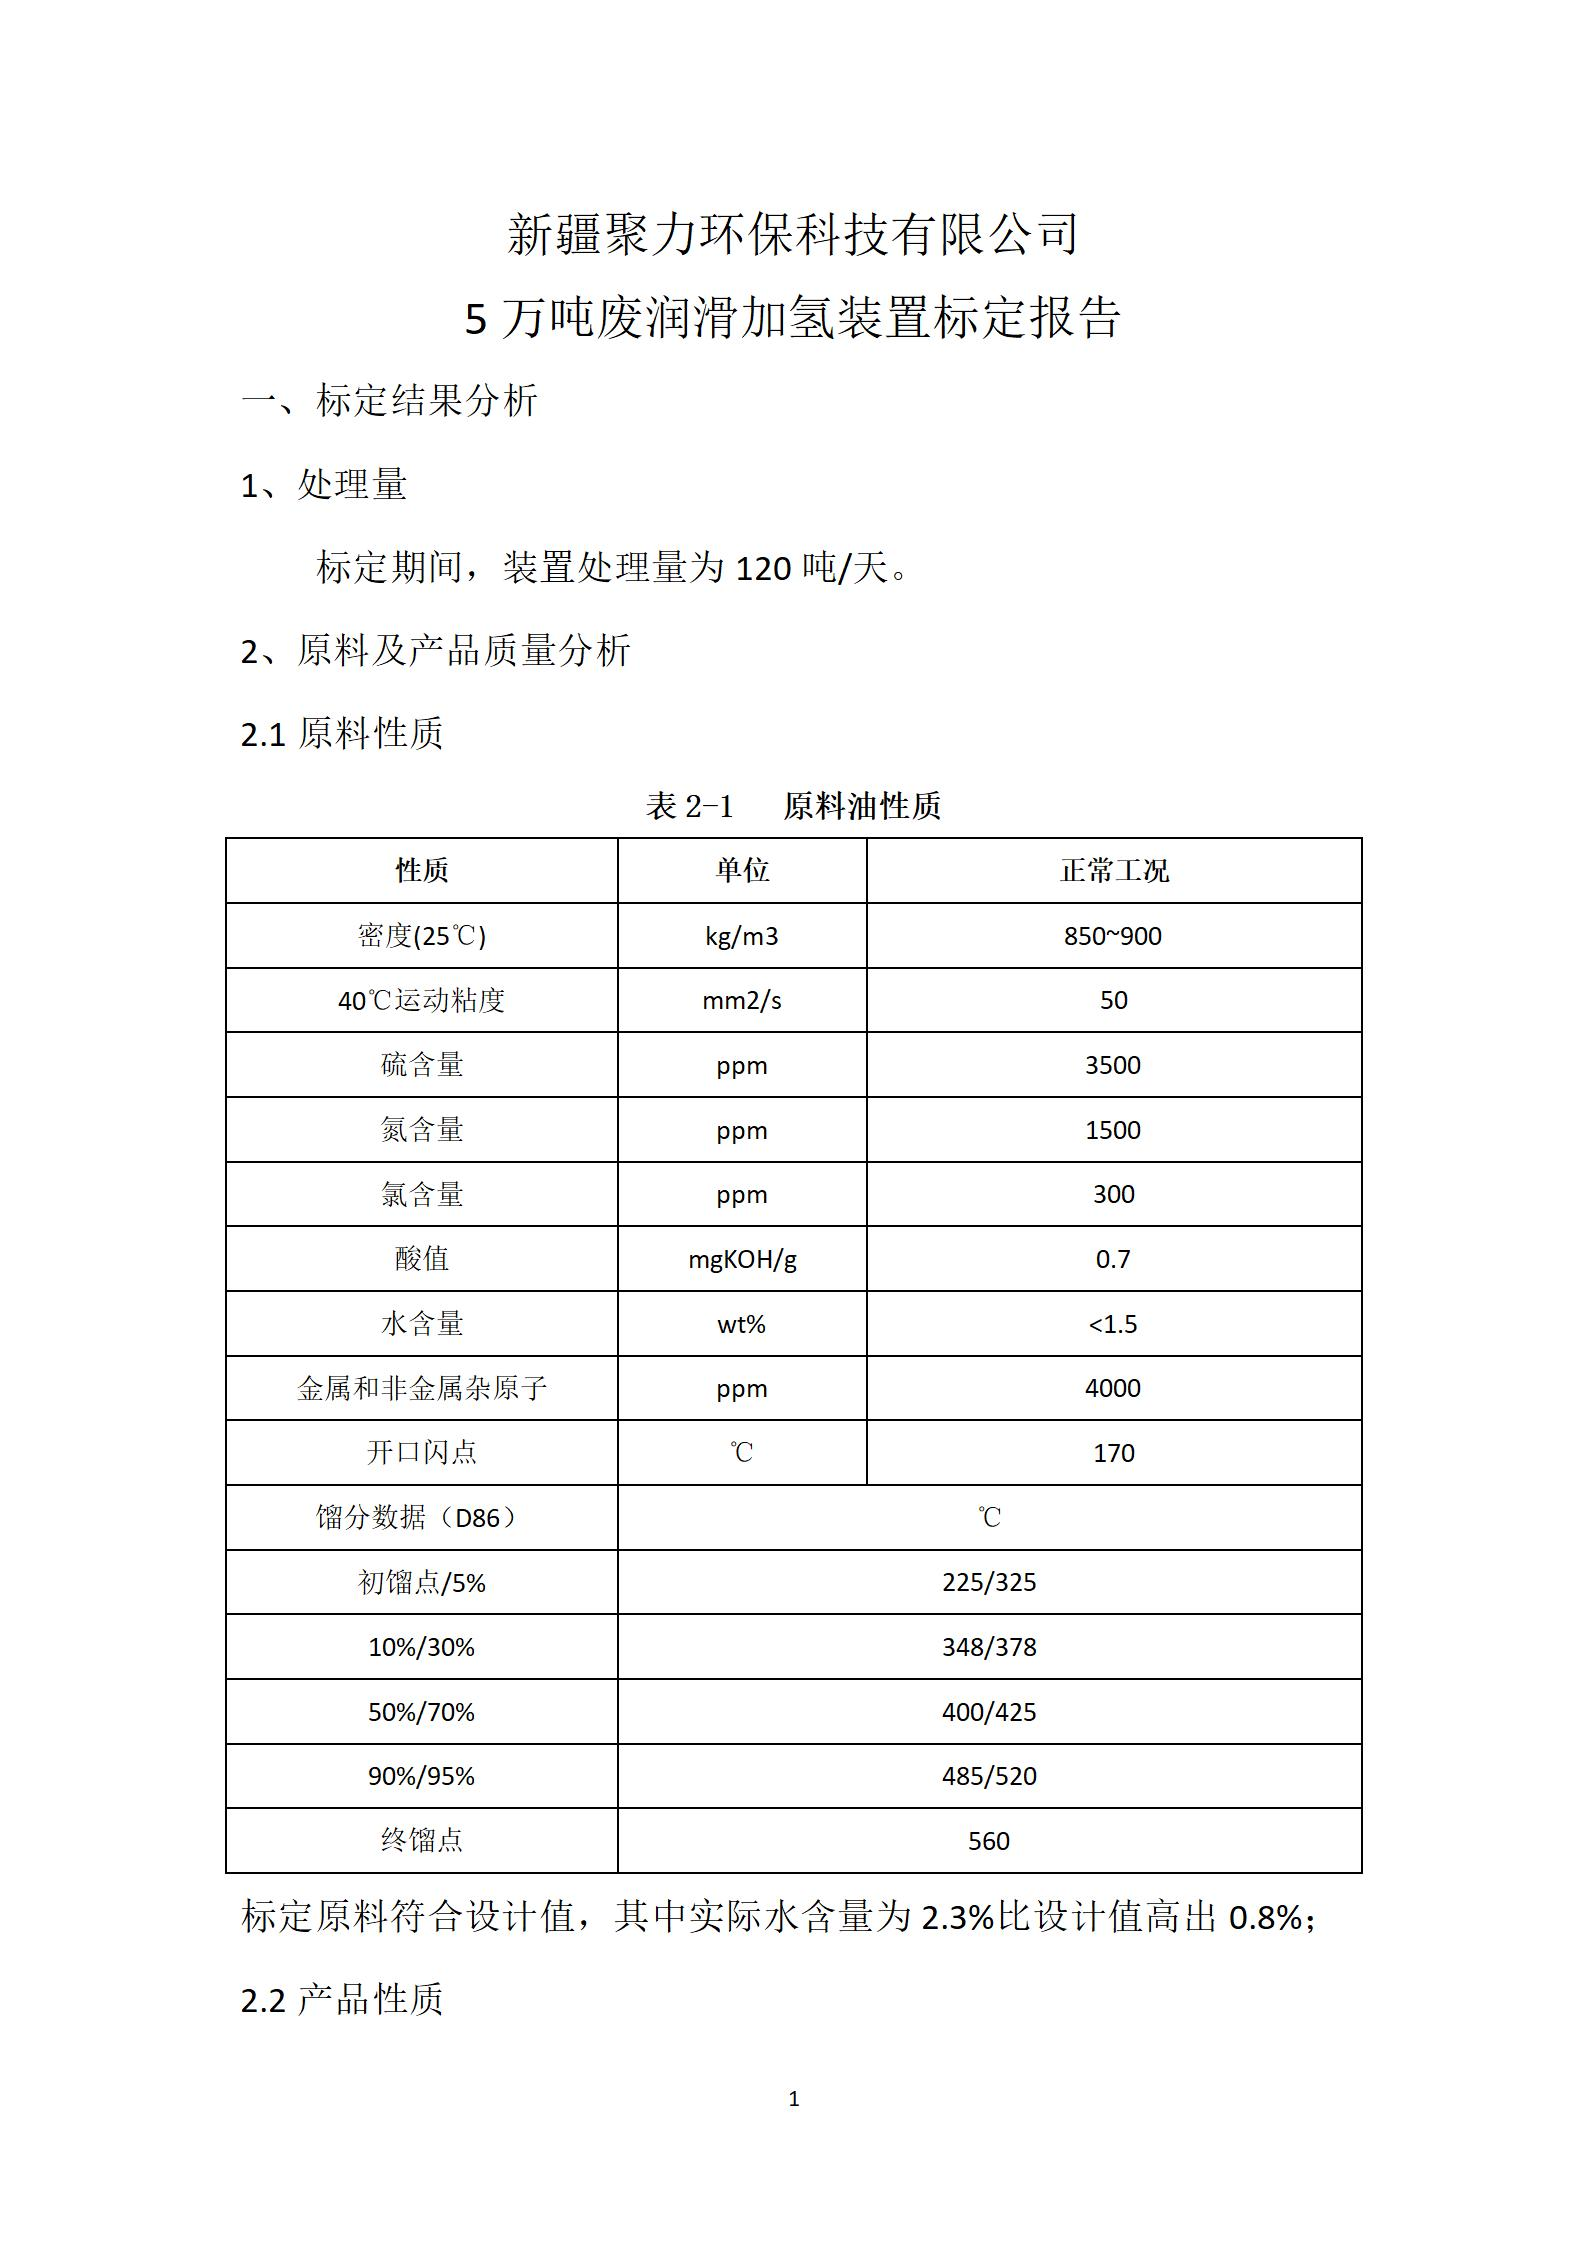 新疆聚力环保科技有限公司
5 万吨废润滑加氢装置标定报告
一、标定结果分析
1、处理量
标定期间，装置处理量为 120 吨/天。
2、原料及产品质量分析
2.1 原料性质
表 2-1 原料油性质
性质 单位 正常工况
密度(25℃) kg/m3 850~900
40℃运动粘度 mm2/s 50
硫含量 ppm 3500
氮含量 ppm 1500
氯含量 ppm 300
酸值 mgKOH/g 0.7
水含量 wt% <1.5
金属和非金属杂原子 ppm 4000
开口闪点 ℃ 170
馏分数据（D86） ℃
初馏点/5% 225/325
10%/30% 348/378
50%/70% 400/425
90%/95% 485/520
终馏点 560
标定原料符合设计值，其中实际水含量为 2.3%比设计值高出 0.8%；
2.2 产品性质
1